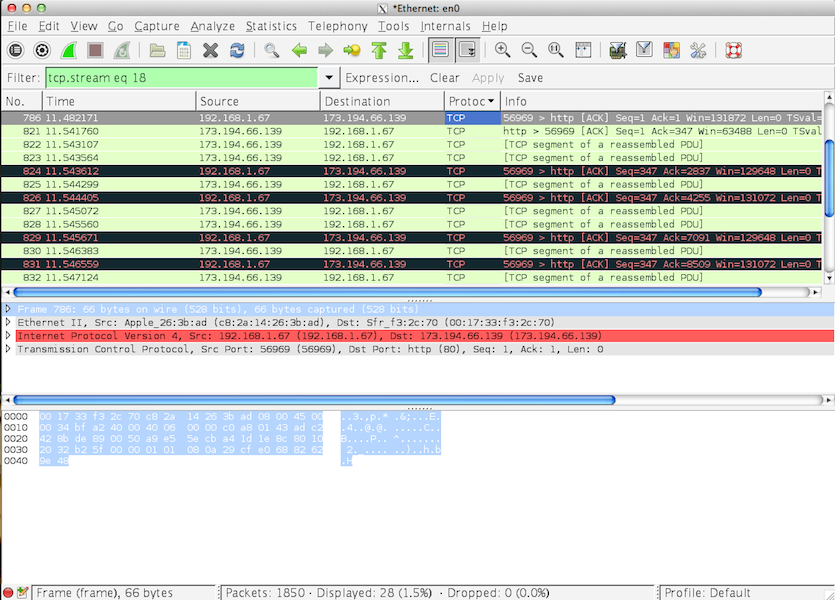 *Ethernet: en0
File Edit View Go Capture Analyze Statistics Telephony Tools Internals Help
Filter: tcp.stream eq 18 Expression... Clear Apply Save
No. Time Source Destination Protoc Info
786 11.482171 192.168.1.67 173.194.66.139 TCP 56969 > http [ACK] Seq=1 Ack=1 Win=131872 Len=0 TSval=
821 11.541760 173.194.66.139 192.168.1.67 TCP http > 56969 [ACK] Seq=1 Ack=347 Win=63488 Len=0 TSval
822 11.543107 173.194.66.139 192.168.1.67 TCP [TCP segment of a reassembled PDU]
823 11.543564 173.194.66.139 192.168.1.67 TCP [TCP segment of a reassembled PDU]
824 11.543612 192.168.1.67 173.194.66.139 TCP 56969 > http [ACK] Seq=347 Ack=2837 Win=129648 Len=0 T
825 11.544299 173.194.66.139 192.168.1.67 TCP [TCP segment of a reassembled PDU]
826 11.544405 192.168.1.67 173.194.66.139 TCP 56969 > http [ACK] Seq=347 Ack=4255 Win=131072 Len=0 T
827 11.545072 173.194.66.139 192.168.1.67 TCP [TCP segment of a reassembled PDU]
828 11.545560 173.194.66.139 192.168.1.67 TCP [TCP segment of a reassembled PDU]
829 11.545671 192.168.1.67 173.194.66.139 TCP 56969 > http [ACK] Seq=347 Ack=7091 Win=129648 Len=0 T
830 11.546383 173.194.66.139 192.168.1.67 TCP [TCP segment of a reassembled PDU]
831 11.546559 192.168.1.67 173.194.66.139 TCP 56969 > http [ACK] Seq=347 Ack=8509 Win=131072 Len=0 T
832 11.547124 173.194.66.139 192.168.1.67 TCP [TCP segment of a reassembled PDU]
Frame 786: 66 bytes on wire (528 bits), 66 bytes captured (528 bits)
Ethernet II, Src: Apple_26:3b:ad (c8:2a:14:26:3b:ad), Dst: Sfr_f3:2c:70 (00:17:33:f3:2c:70)
Internet Protocol Version 4, Src: 192.168.1.67 (192.168.1.67), Dst: 173.194.66.139 (173.194.66.139)
Transmission Control Protocol, Src Port: 56969 (56969), Dst Port: http (80), Seq: 1, Ack: 1, Len: 0
0000 00 17 33 f3 2c 70 c8 2a 14 26 3b ad 08 00 45 00 ..3.,p.* .&;...E.
0010 00 34 bf a2 40 00 40 06 00 00 c0 a8 01 43 ad c2 .4..@.@. .....C..
0020 42 8b de 89 00 50 a9 e5 5e cb a4 1d 1e 8c 80 10 B....P.. ^.......
0030 20 32 b2 5f 00 00 01 01 08 0a 29 cf e0 68 82 62 2._.... ..)..h.b
0040 9e 48 .H
Frame (frame), 66 bytes Packets: 1850 · Displayed: 28 (1.5%) · Dropped: 0 (0.0%) Profile: Default